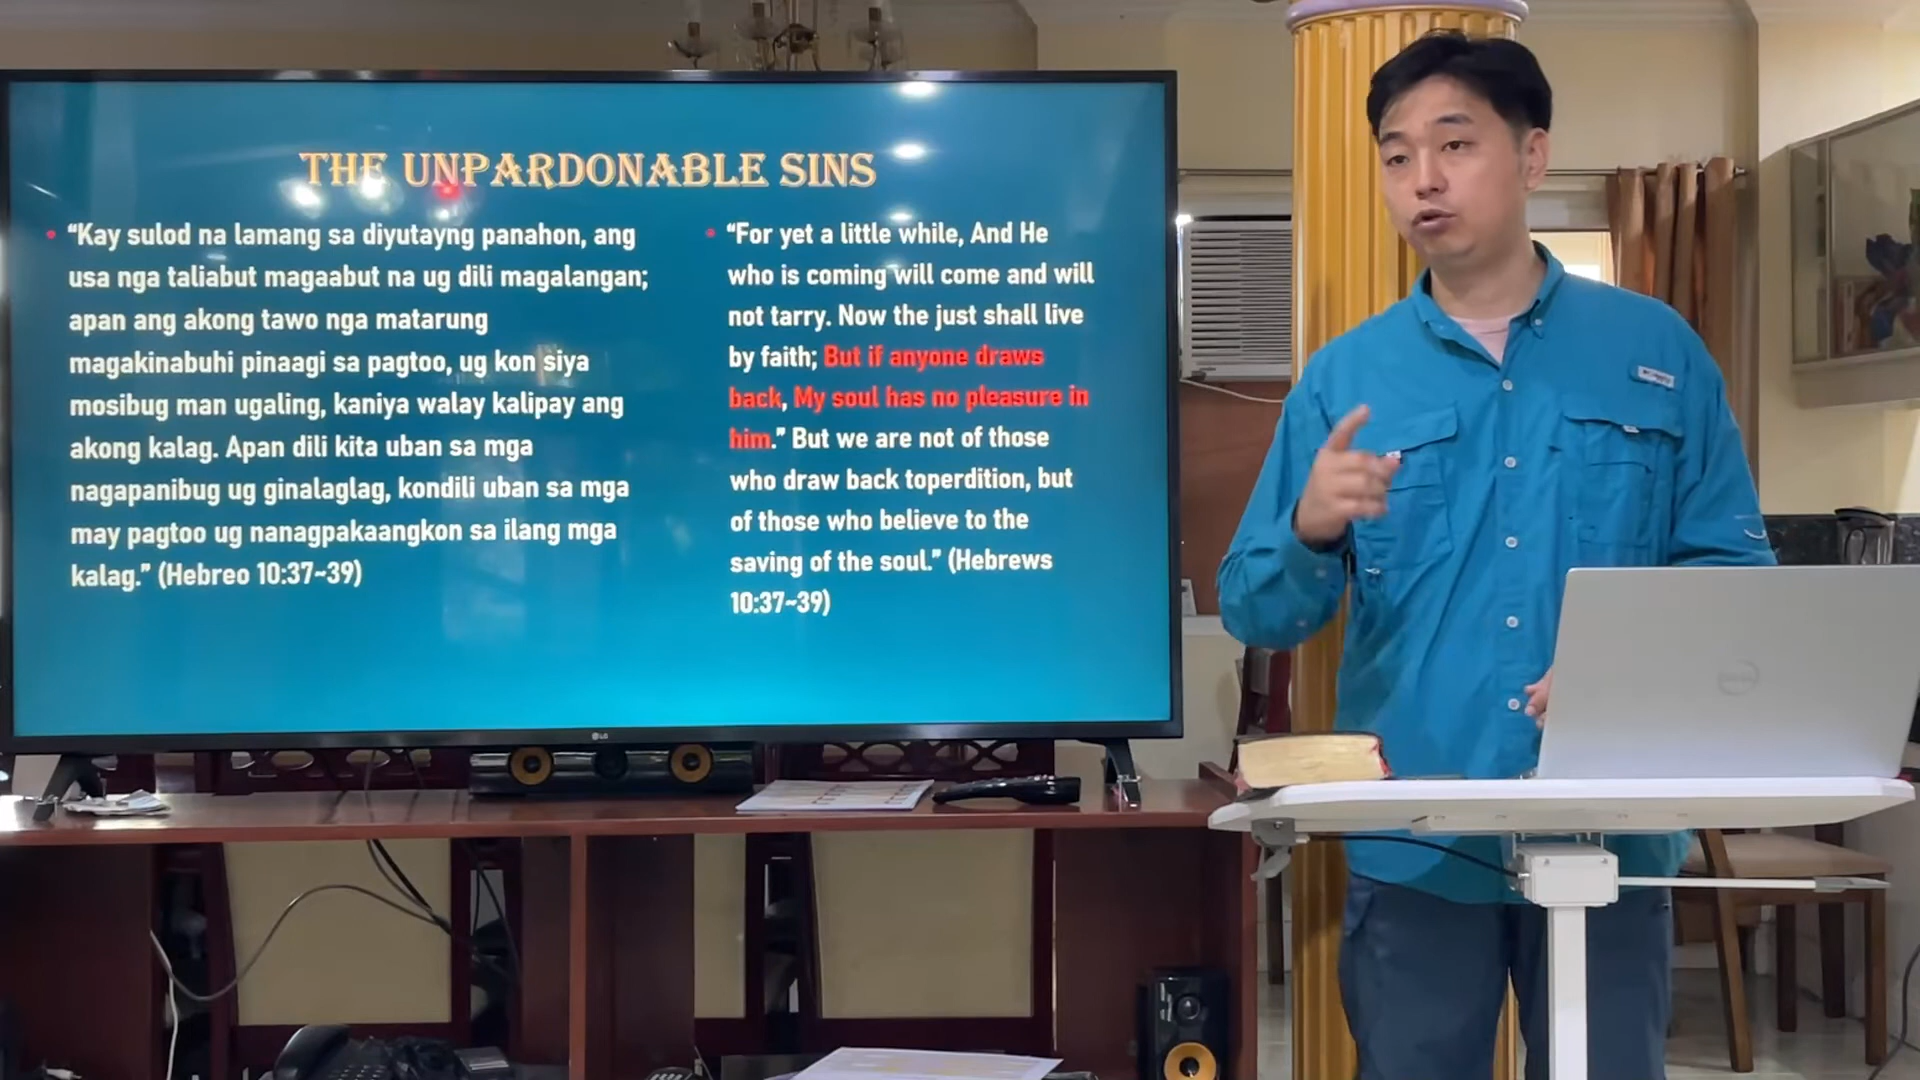 THE UNPARDONABLE SINS
• “Kay sulod na lamang sa diyutayng panahon, ang
usa nga taliabut magaabut na ug dili magalangan;
apan ang akong tawo nga matarung
magakinabuhi pinaagi sa pagtoo, ug kon siya
mosibug man ugaling, kaniya walay kalipay ang
akong kalag. Apan dili kita uban sa mga
nagapanibug ug ginalaglag, kondili uban sa mga
may pagtoo ug nanagpakaangkon sa ilang mga
kalag.” (Hebreo 10:37~39)
• “For yet a little while, And He
who is coming will come and will
not tarry. Now the just shall live
by faith; But if anyone draws
back, My soul has no pleasure in
him.” But we are not of those
who draw back toperdition, but
of those who believe to the
saving of the soul.” (Hebrews
10:37~39)
LG
DELL